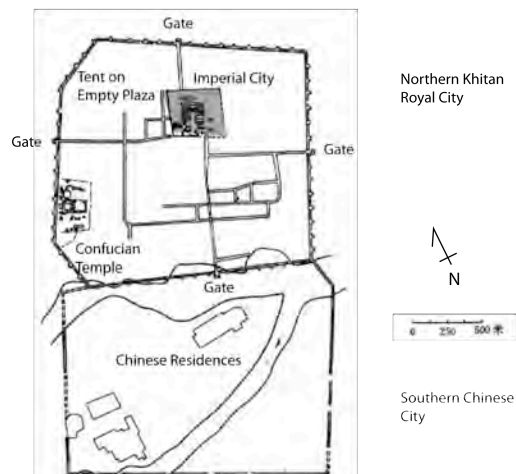 Gate
Tent on
Empty Plaza
Imperial City
Northern Khitan
Royal City
Gate
Gate
Confucian
Temple
Gate
N
0 250 500 米
Chinese Residences
Southern Chinese
City